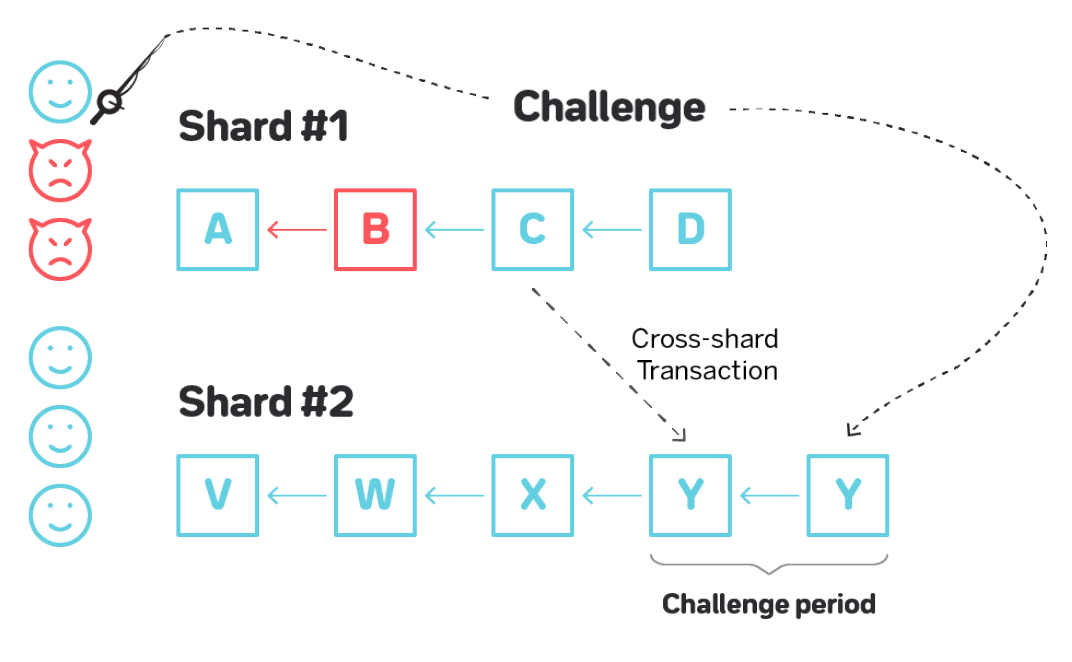 Challenge
Shard #1
A
B
C
D
Cross-shard
Transaction
Shard #2
V
W
X
Y
Y
Challenge period